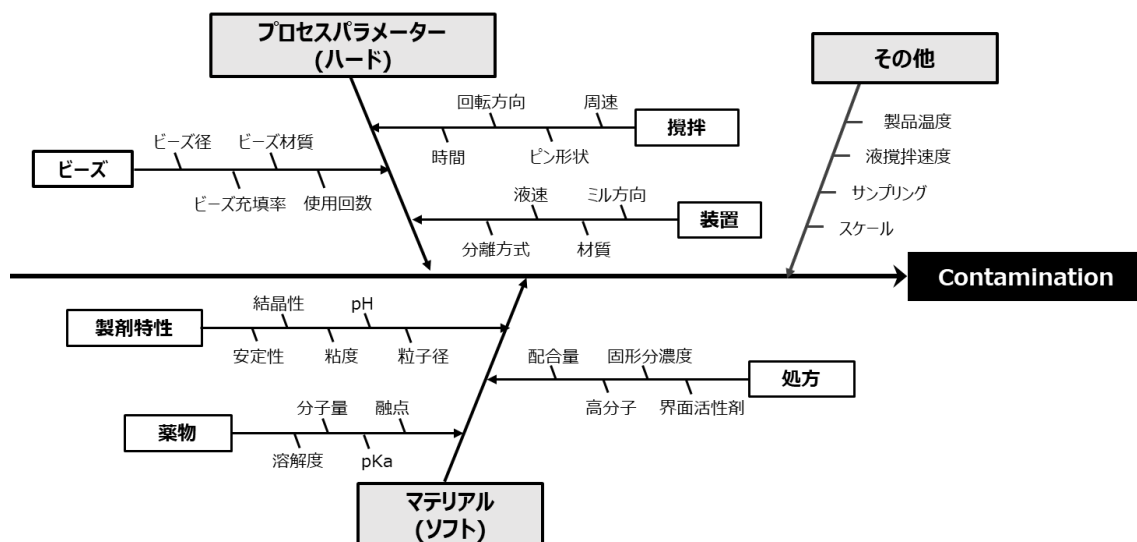 プロセスパラメーター
(ハード)
その他
回転方向
周速
攪拌
時間
ピン形状
ビーズ径
ビーズ材質
ビーズ
ビーズ充填率
使用回数
液速
ミル方向
装置
分離方式
材質
製品温度
液攪拌速度
サンプリング
スケール
Contamination
結晶性
pH
製剤特性
安定性
粘度
粒子径
配合量
固形分濃度
処方
高分子
界面活性剤
分子量
融点
薬物
溶解度
pKa
マテリアル
(ソフト)